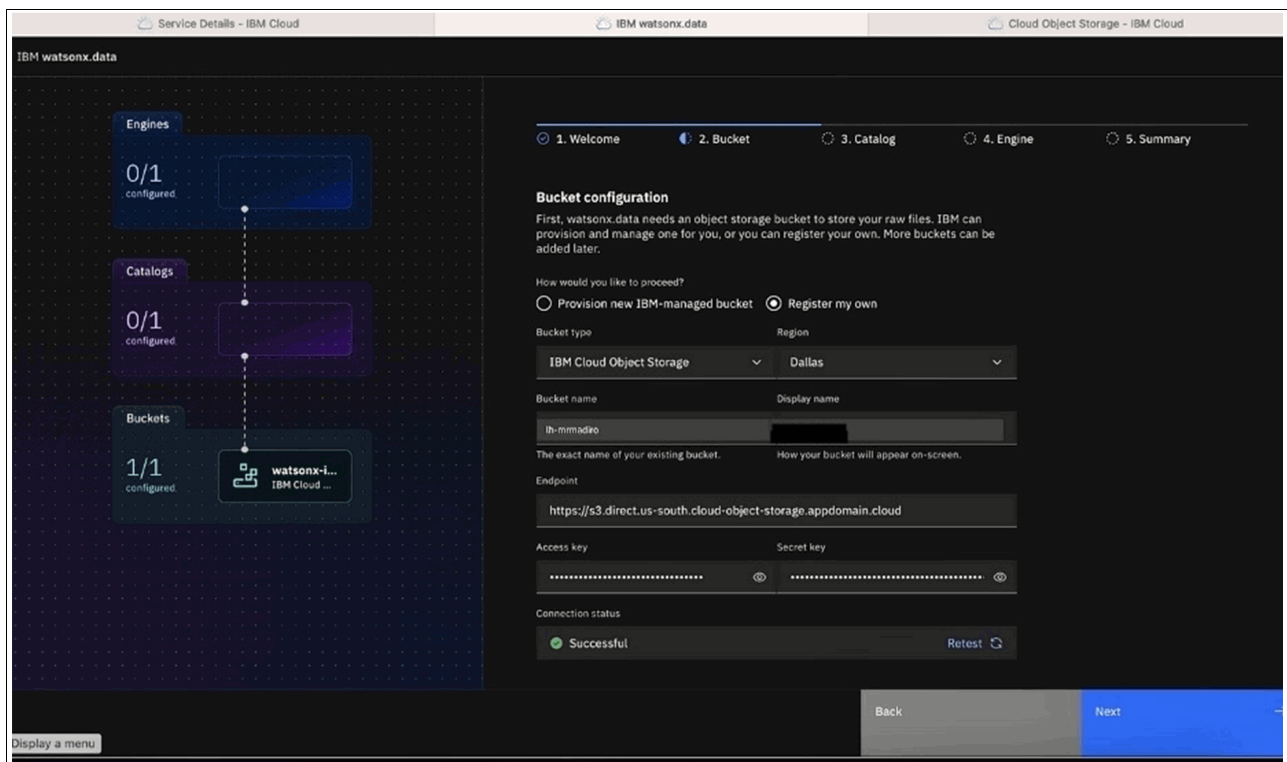 Service Details - IBM Cloud
IBM watsonx.data
Cloud Object Storage - IBM Cloud
IBM watsonx.data
Engines
0/1
configured
Catalogs
0/1
configured
Buckets
1/1
configured
watsonx-i...
IBM Cloud ...
1. Welcome
2. Bucket
3. Catalog
4. Engine
5. Summary
Bucket configuration
First, watsonx.data needs an object storage bucket to store your raw files. IBM can
provision and manage one for you, or you can register your own. More buckets can be
added later.
How would you like to proceed?
Provision new IBM-managed bucket
Register my own
Bucket type
Region
IBM Cloud Object Storage
Dallas
Bucket name
Display name
lh-mmadiro
The exact name of your existing bucket.
How your bucket will appear on-screen.
Endpoint
https://s3.direct.us-south.cloud-object-storage.appdomain.cloud
Access key
Secret key
Connection status
Successful
Retest
Back
Next
Display a menu